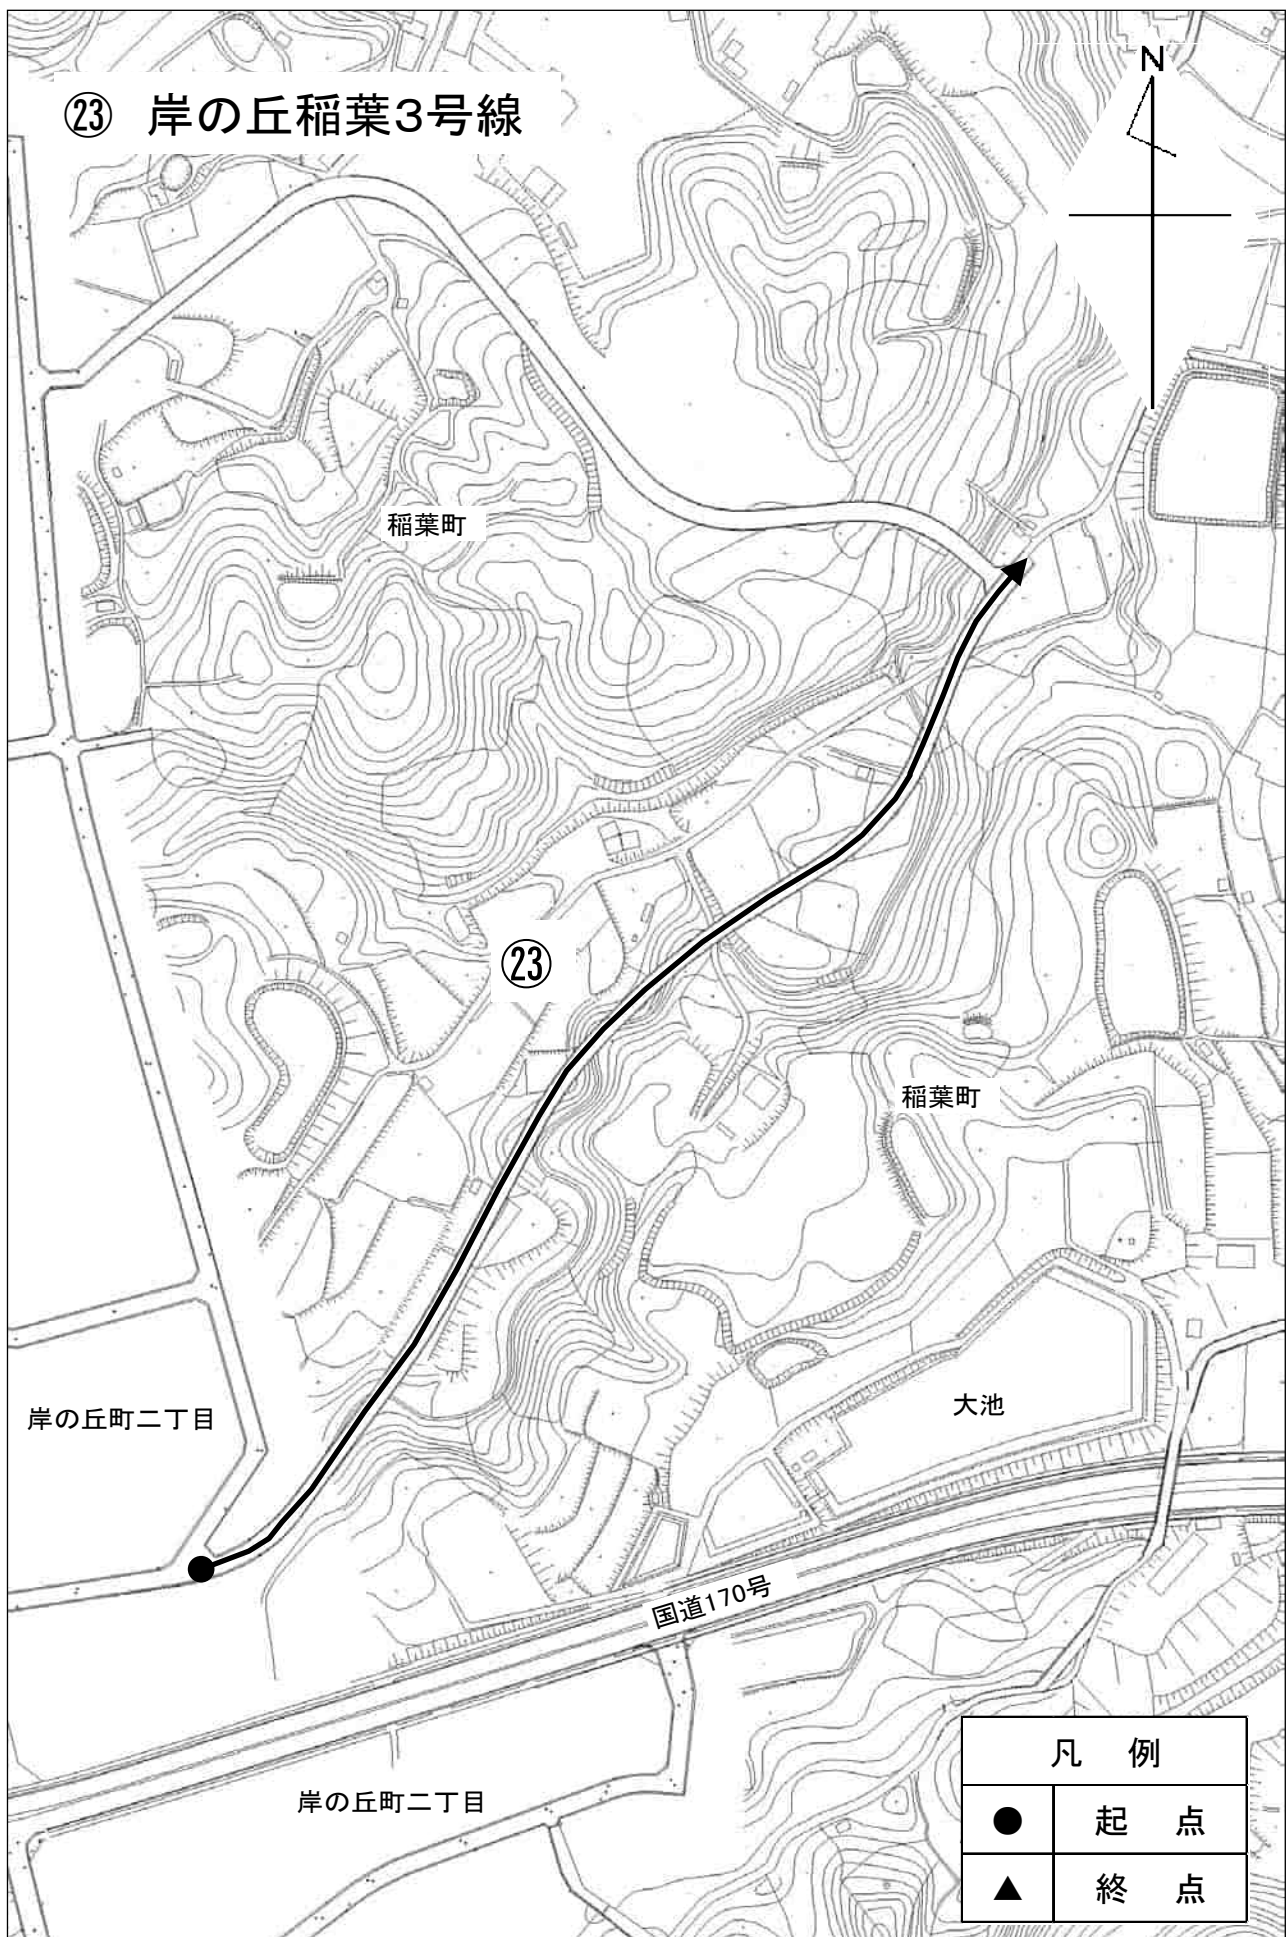 ㉓ 岸の丘稲葉3号線
N
稲葉町
㉓
稲葉町
大池
岸の丘町二丁目
国道170号
岸の丘町二丁目
凡 例
● 起 点
▲ 終 点